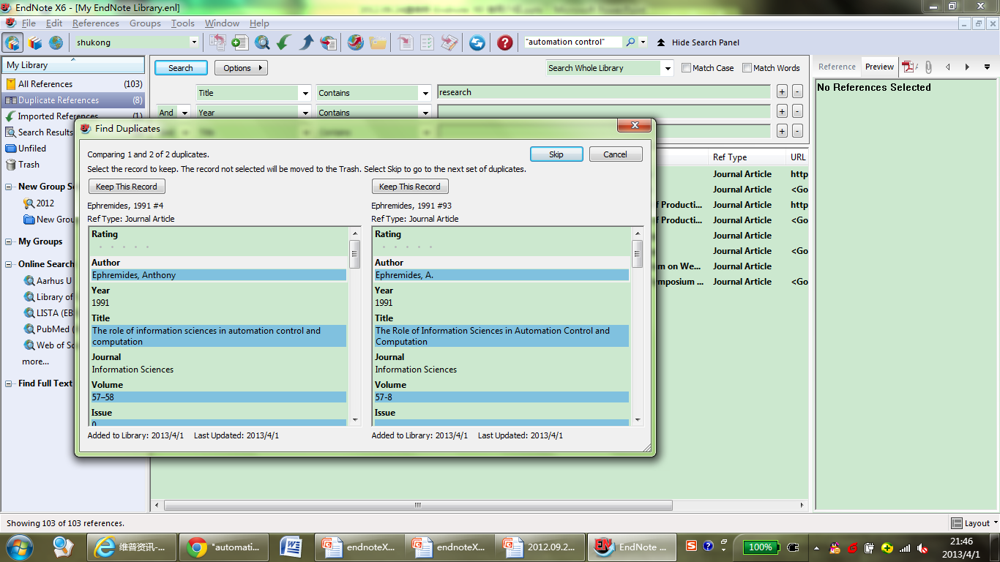 EndNote X6 - [My EndNote Library.enl]
File Edit References Groups Tools Window Help
shukong
"automation control"
Hide Search Panel
My Library
All References (103)
Duplicate References (8)
Imported References (1)
Search Results
Unfiled
Trash
New Group S
2012
New Grou
My Groups
Online Search
Aarhus U
Library of
LISTA (EB
PubMed (
Web of Sc
more...
Find Full Text
Search Options
Search Whole Library Match Case Match Words
Title Contains research + -
And Year Contains + -
Title Contains + -
Reference Preview
No References Selected
Ref Type URL
Journal Article http
Journal Article <Go
f Producti... Journal Article http
f Producti... Journal Article <Go
Journal Article
Journal Article <Go
m on We... Journal Article
mposium ... Journal Article <Go
Find Duplicates
Comparing 1 and 2 of 2 duplicates. Skip Cancel
Select the record to keep. The record not selected will be moved to the Trash. Select Skip to go to the next set of duplicates.
Keep This Record
Ephremides, 1991 #4
Ref Type: Journal Article
Rating
Author
Ephremides, Anthony
Year
1991
Title
The role of information sciences in automation control and
computation
Journal
Information Sciences
Volume
57–58
Issue
0
Added to Library: 2013/4/1 Last Updated: 2013/4/1
Keep This Record
Ephremides, 1991 #93
Ref Type: Journal Article
Rating
Author
Ephremides, A.
Year
1991
Title
The Role of Information Sciences in Automation Control and
Computation
Journal
Information Sciences
Volume
57-8
Issue
Added to Library: 2013/4/1 Last Updated: 2013/4/1
Showing 103 of 103 references.
Layout
维普资讯-...
"automati...
endnoteX...
endnoteX...
2012.09.2...
EndNote ...
100%
21:46
2013/4/1